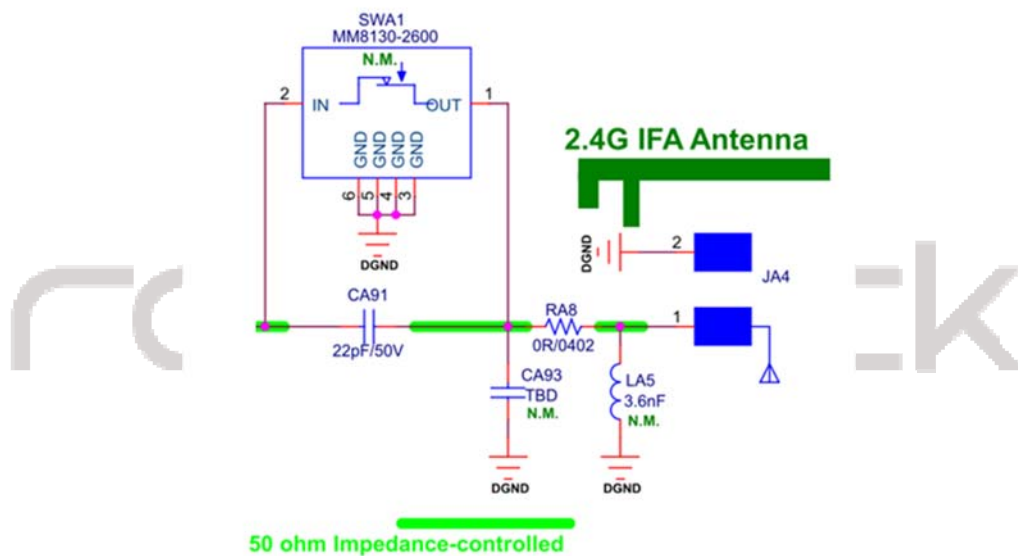 SWA1
MM8130-2600
N.M.
2
IN
OUT
1
GND
GND
GND
GND
6
5
4
3
DGND
2.4G IFA Antenna
DGND
2
JA4
CA91
22pF/50V
RA8
0R/0402
1
CA93
TBD
N.M.
LA5
3.6nF
N.M.
DGND
DGND
50 ohm Impedance-controlled